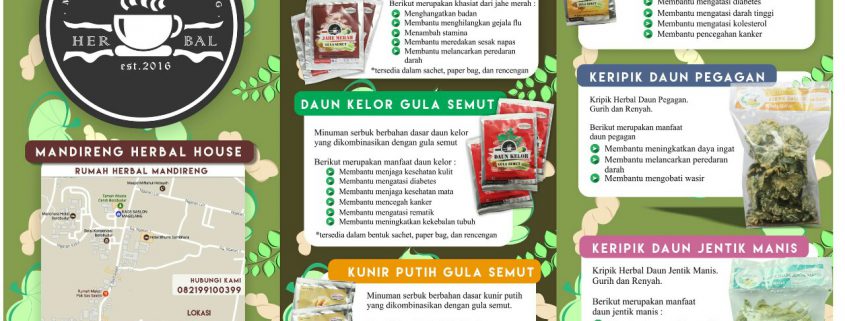 HER BAL
est.2016
MANDIRENG HERBAL HOUSE
RUMAH HERBAL MANDIRENG
HUBUNGI KAMI
082199100399
LOKASI
Berikut merupakan khasiat dari jahe merah :
Menghangatkan badan
Membantu menghilangkan gejala flu
Menambah stamina
Membantu meredakan sesak napas
Membantu melancarkan peredaran
darah
*tersedia dalam sachet, paper bag, dan rencengan
JAHE MERAH
GULA SEMUT
DAUN KELOR GULA SEMUT
Minuman serbuk berbahan dasar daun kelor
yang dikombinasikan dengan gula semut
Berikut merupakan manfaat daun kelor :
Membantu menjaga kesehatan kulit
Membantu mengatasi diabetes
Membantu menjaga kesehatan mata
Membantu mencegah kanker
Membantu mengatasi rematik
Membantu meningkatkan kekebalan tubuh
*tersedia dalam bentuk sachet, paper bag, dan rencengan
DAUN KELOR
GULA SEMUT
KUNIR PUTIH GULA SEMUT
Minuman serbuk berbahan dasar kunir putih
yang dikombinasikan dengan gula semut.
Membantu mengatasi diabetes
Membantu mengatasi darah tinggi
Membantu mengatasi kolesterol
Membantu pencegahan kanker
KERIPIK DAUN PEGAGAN
Kripik Herbal Daun Pegagan.
Gurih dan Renyah.
Berikut merupakan manfaat
daun pegagan
Membantu meningkatkan daya ingat
Membantu melancarkan peredaran
darah
Membantu mengobati wasir
KERIPIK DAUN JENTIK MANIS
Kripik Herbal Daun Jentik Manis.
Gurih dan Renyah.
Berikut merupakan manfaat
daun jentik manis :